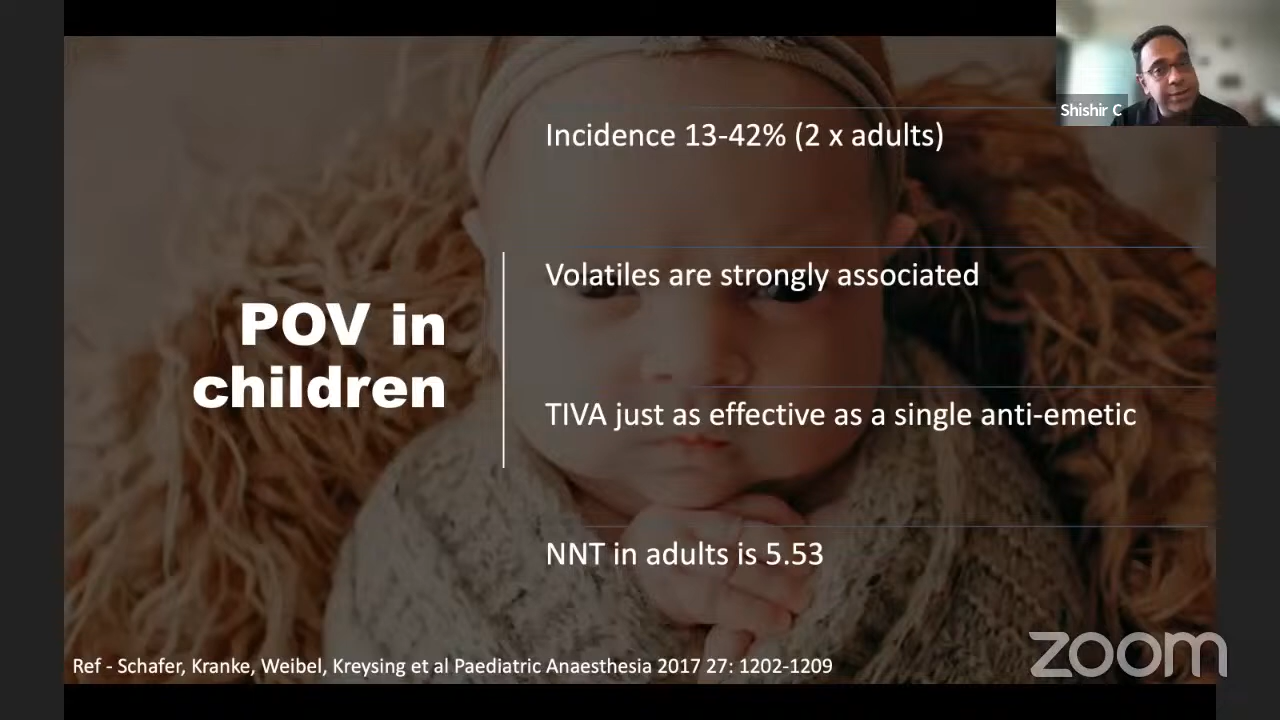 Shishir C
Incidence 13-42% (2 x adults)
Volatiles are strongly associated
POV in
children
TIVA just as effective as a single anti-emetic
NNT in adults is 5.53
Ref - Schafer, Kranke, Weibel, Kreysing et al Paediatric Anaesthesia 2017 27: 1202-1209
zoom